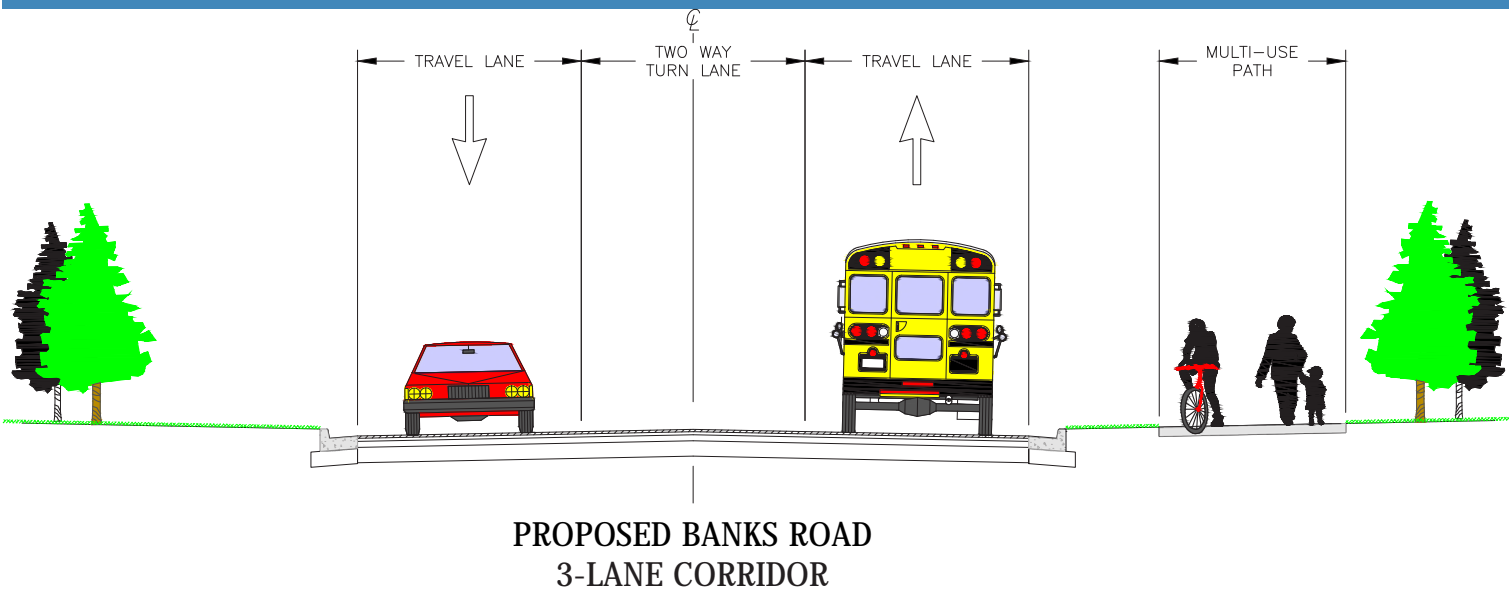 ℄
TRAVEL LANE
TWO WAY
TURN LANE
TRAVEL LANE
MULTI-USE
PATH
PROPOSED BANKS ROAD
3-LANE CORRIDOR